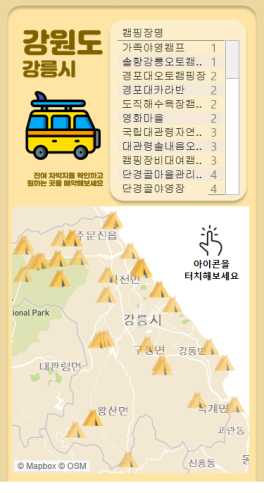 강원도
강릉시
잔여 차박지를 확인하고
원하는 곳을 예약해보세요
캠핑장명
가족야영캠프 1
솔향강릉오토캠.. 1
경포대오토캠핑장 2
경포대카라반 2
도직해수욕장캠.. 2
영화마을 2
국립대관령자연.. 3
대관령솔내음오.. 3
캠핑장비대여캠.. 3
단경골마을관리.. 4
단경골야영장 4
아이콘을
터치해보세요
주문진읍
사천면
ional Park
강릉시
구정면
강동면
대관령면
왕산면
옥계면
신흥동
© Mapbox © OSM